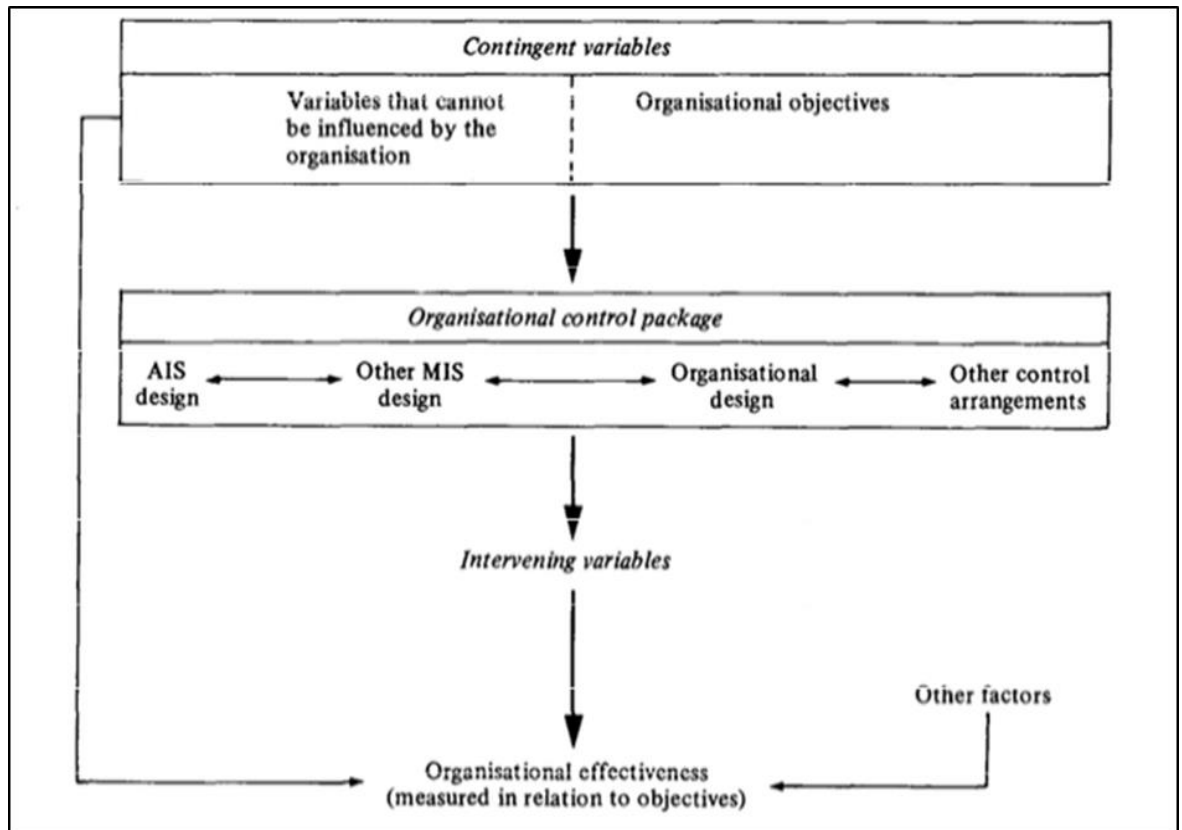 Contingent variables
Variables that cannot
be influenced by the
organisation
Organisational objectives
Organisational control package
AIS
design
Other MIS
design
Organisational
design
Other control
arrangements
Intervening variables
Other factors
Organisational effectiveness
(measured in relation to objectives)